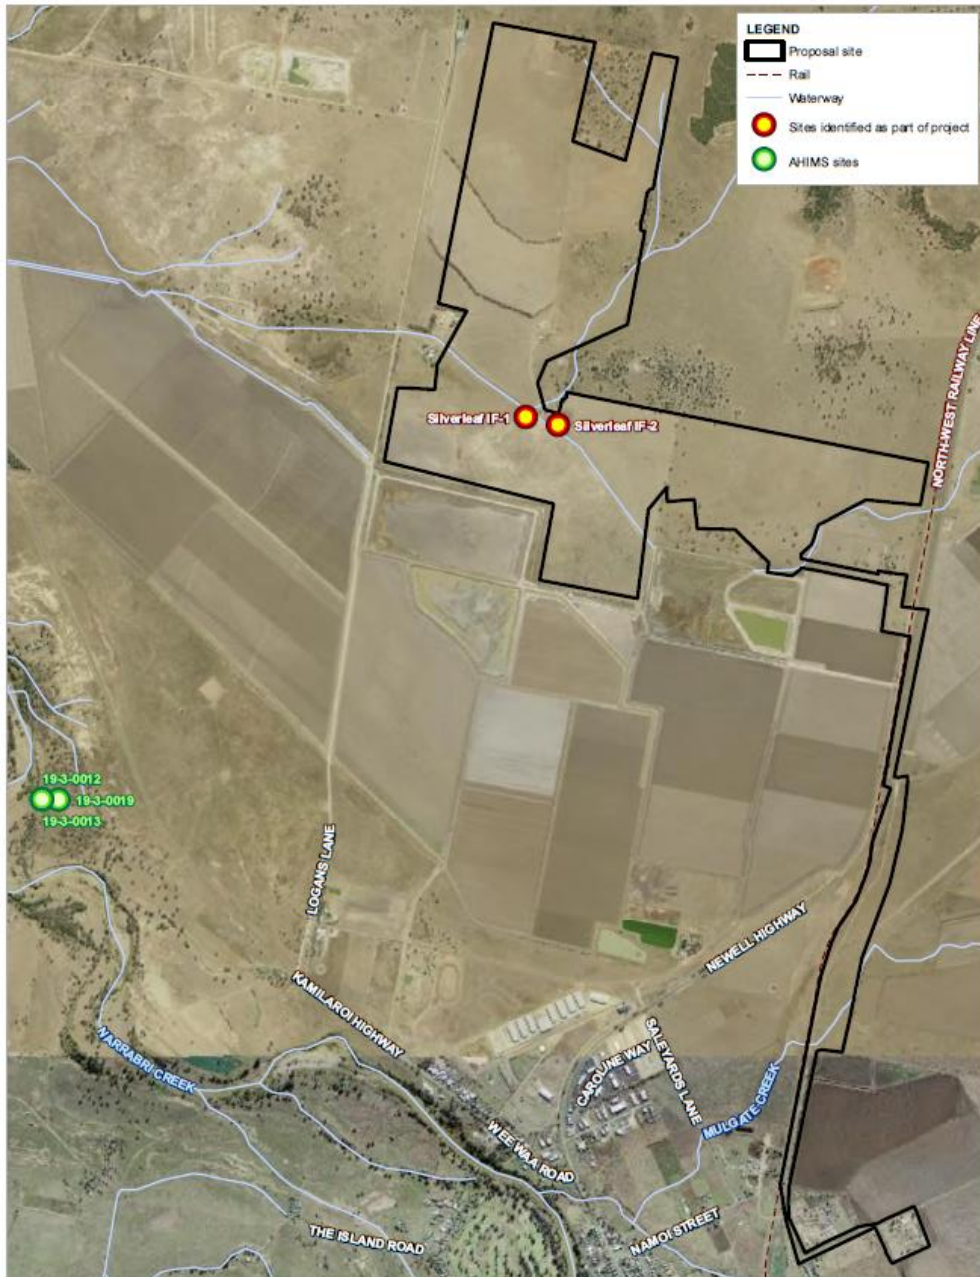 LEGEND
Proposal site
Rail
Waterway
Sites identified as part of project
AHIMS sites
NORTH-WEST RAILWAY LINE
Silverleaf IF-1
Silverleaf IF-2
19-3-0012
19-3-0019
19-3-0013
LOGANS LANE
NEWELL HIGHWAY
KAMILAROI HIGHWAY
NARRABRI CREEK
CAROLINE WAY
SALEYARDS LANE
MULGATE CREEK
WEE WAA ROAD
NAMOI STREET
THE ISLAND ROAD